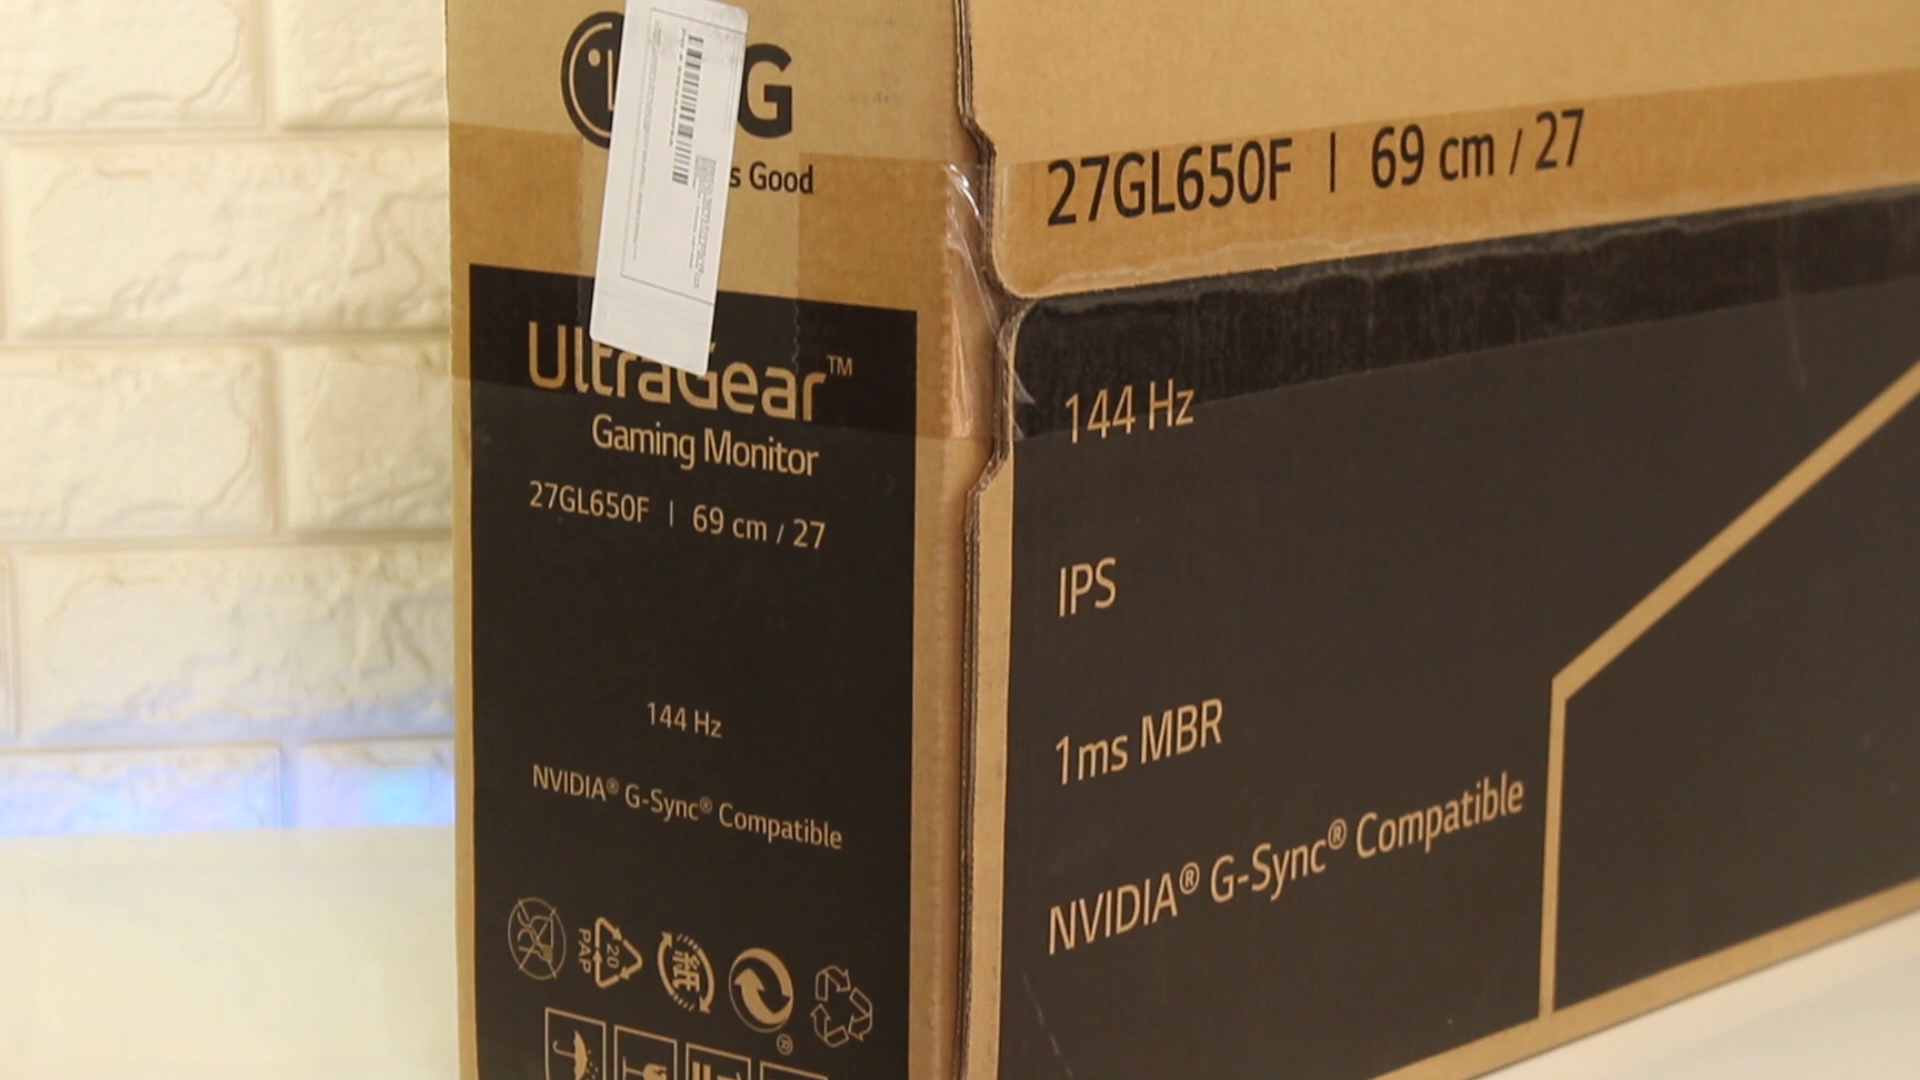 G
s Good
UltraGear™
Gaming Monitor
27GL650F | 69 cm / 27
144 Hz
NVIDIA® G-Sync® Compatible
20
PAP
紙
27GL650F | 69 cm / 27
144 Hz
IPS
1ms MBR
NVIDIA® G-Sync® Compatible